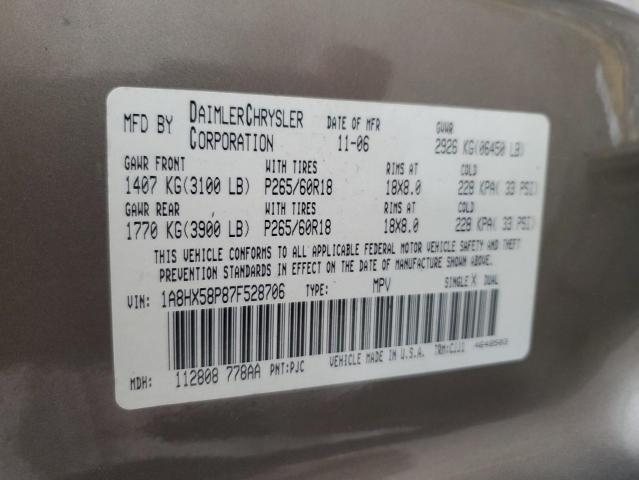 MFD BY DAIMLERCHRYSLER CORPORATION DATE OF MFR 11-06 GVWR 2926 KG(06450 LB)
GAWR FRONT WITH TIRES RIMS AT COLD
1407 KG(3100 LB) P265/60R18 18X8.0 228 KPA( 33 PSI)
GAWR REAR WITH TIRES RIMS AT COLD
1770 KG(3900 LB) P265/60R18 18X8.0 228 KPA( 33 PSI)
THIS VEHICLE CONFORMS TO ALL APPLICABLE FEDERAL MOTOR VEHICLE SAFETY AND THEFT
PREVENTION STANDARDS IN EFFECT ON THE DATE OF MANUFACTURE SHOWN ABOVE.
VIN: 1A8HX58P87F528706 TYPE: MPV SINGLE X DUAL
MDH: 112808 778AA PNT:PJC VEHICLE MADE IN U.S.A.